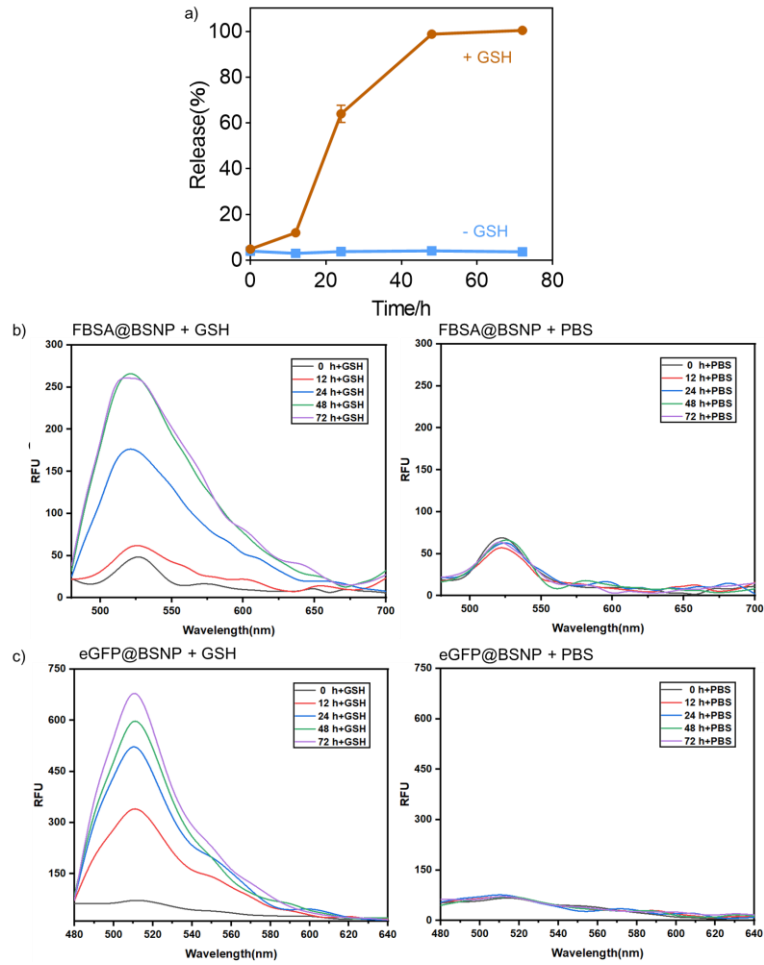 a)
100
80
60
40
20
0
Release(%)
+ GSH
- GSH
0 20 40 60 80
Time/h
b)
FBSA@BSNP + GSH
300
250
200
150
100
50
0
RFU
0 h+GSH
12 h+GSH
24 h+GSH
48 h+GSH
72 h+GSH
500 550 600 650 700
Wavelength(nm)
FBSA@BSNP + PBS
300
250
200
150
100
50
0
RFU
0 h+PBS
12 h+PBS
24 h+PBS
48 h+PBS
72 h+PBS
500 550 600 650 700
Wavelength(nm)
c)
eGFP@BSNP + GSH
750
600
450
300
150
RFU
0 h+GSH
12 h+GSH
24 h+GSH
48 h+GSH
72 h+GSH
480 500 520 540 560 580 600 620 640
Wavelength(nm)
eGFP@BSNP + PBS
750
600
450
300
150
0
RFU
0 h+PBS
12 h+PBS
24 h+PBS
48 h+PBS
72 h+PBS
480 500 520 540 560 580 600 620 640
Wavelength(nm)